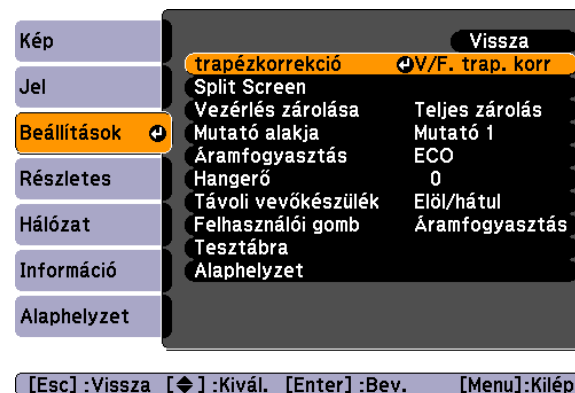 Kép
Jel
Beállítások
Részletes
Hálózat
Információ
Alaphelyzet
Vissza
trapézkorrekció V/F. trap. korr
Split Screen
Vezérlés zárolása Teljes zárolás
Mutató alakja Mutató 1
Áramfogyasztás ECO
Hangerő 0
Távoli vevőkészülék Elöl/hátul
Felhasználói gomb Áramfogyasztás
Tesztábra
Alaphelyzet
[Esc] :Vissza [◆] :Kivál. [Enter] :Bev. [Menu]:Kilép